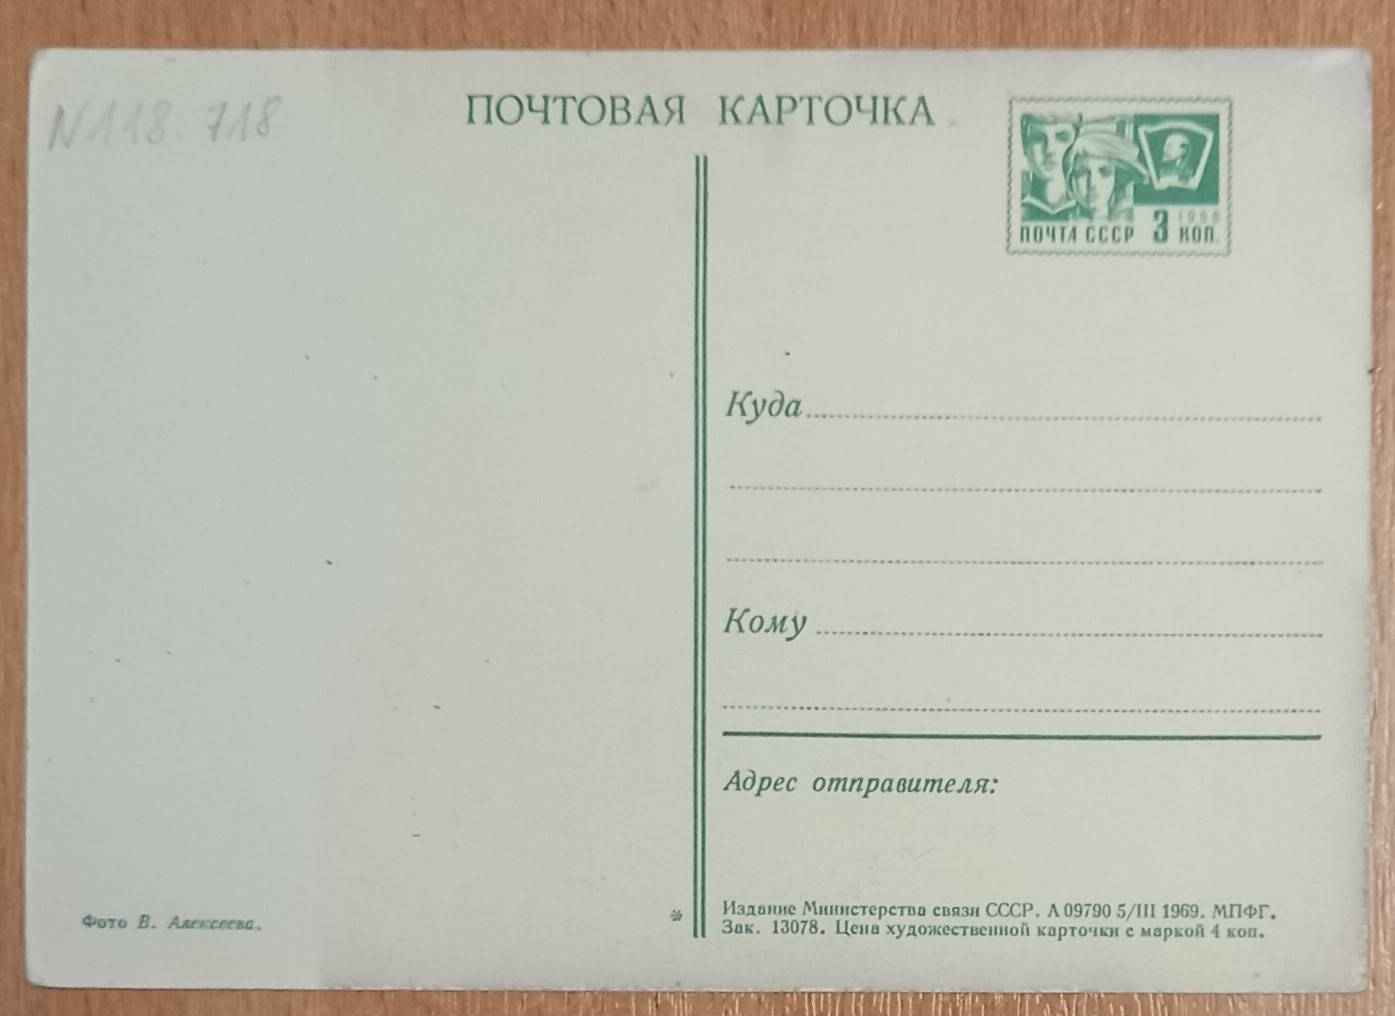 N118.718
ПОЧТОВАЯ КАРТОЧКА
1966
ПОЧТА СССР 3 КОП.
Куда
Кому
Адрес отправителя:
Фото В. Алексеева.
* Издание Министерства связи СССР. А 09790 5/III 1969. МПФГ.
Зак. 13078. Цена художественной карточки с маркой 4 коп.